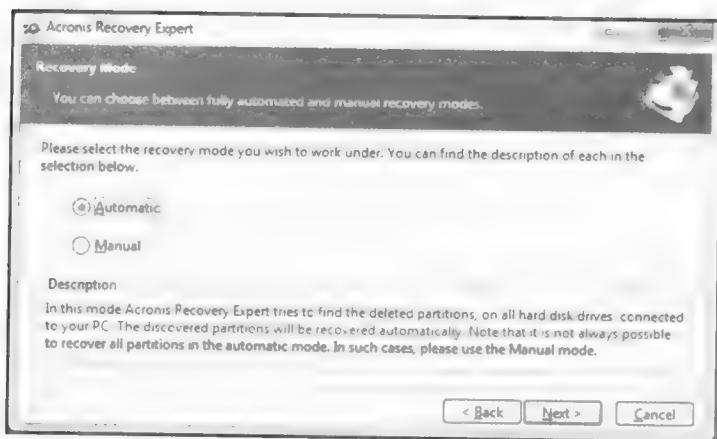 Acronis Recovery Expert
Recovery Mode
You can choose between fully automated and manual recovery modes.
Please select the recovery mode you wish to work under. You can find the description of each in the
selection below.
Automatic
Manual
Description
In this mode Acronis Recovery Expert tries to find the deleted partitions, on all hard disk drives connected
to your PC. The discovered partitions will be recovered automatically. Note that it is not always possible
to recover all partitions in the automatic mode. In such cases, please use the Manual mode.
< Back Next > Cancel